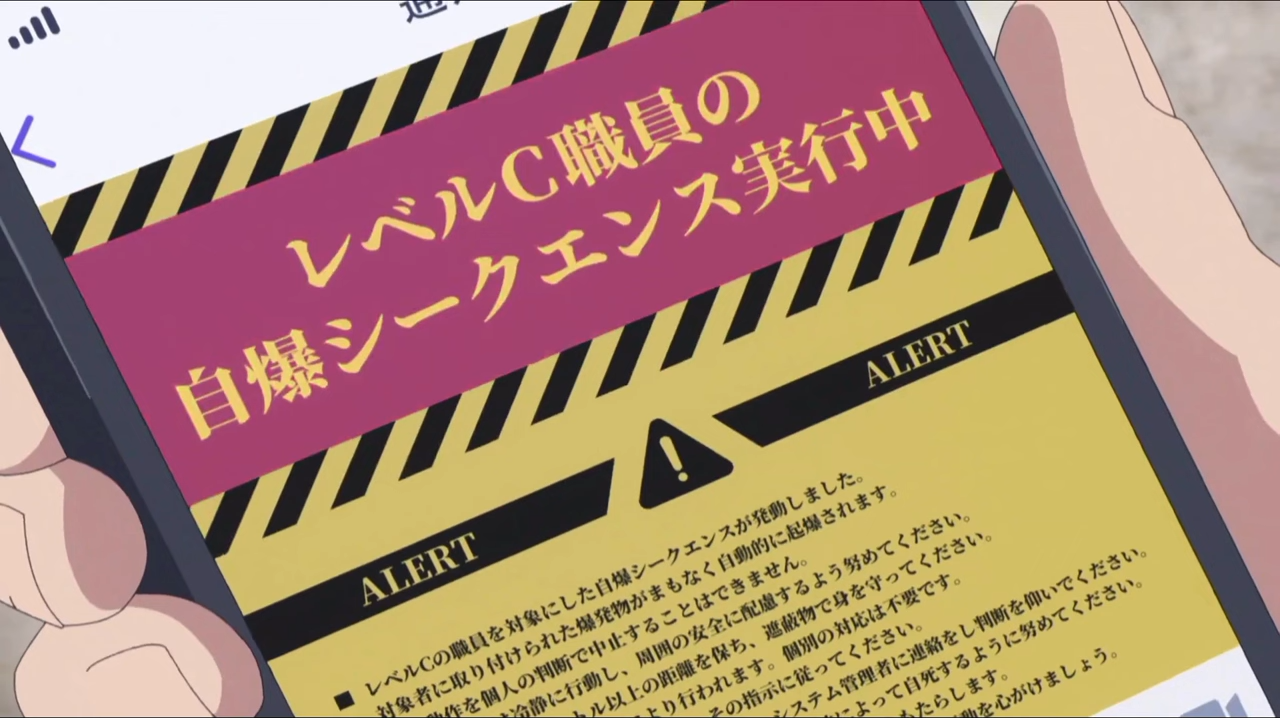 通
レベルC職員の
自爆シークエンス実行中
ALERT
ALERT
■ レベルCの職員を対象にした自爆シークエンスが発動しました。
対象者に取り付けられた爆発物がまもなく自動的に起爆されます。
動作を個人の判断で中止することはできません。
冷静に行動し、周囲の安全に配慮するよう努めてください。
トル以上の距離を保ち、遮蔽物で身を守ってください。
より行われます。個別の対応は不要です。
その指示に従ってください。
システム管理者に連絡をし判断を仰いでください。
によって自死するように努めてください。
もたらします。
動を心がけましょう。